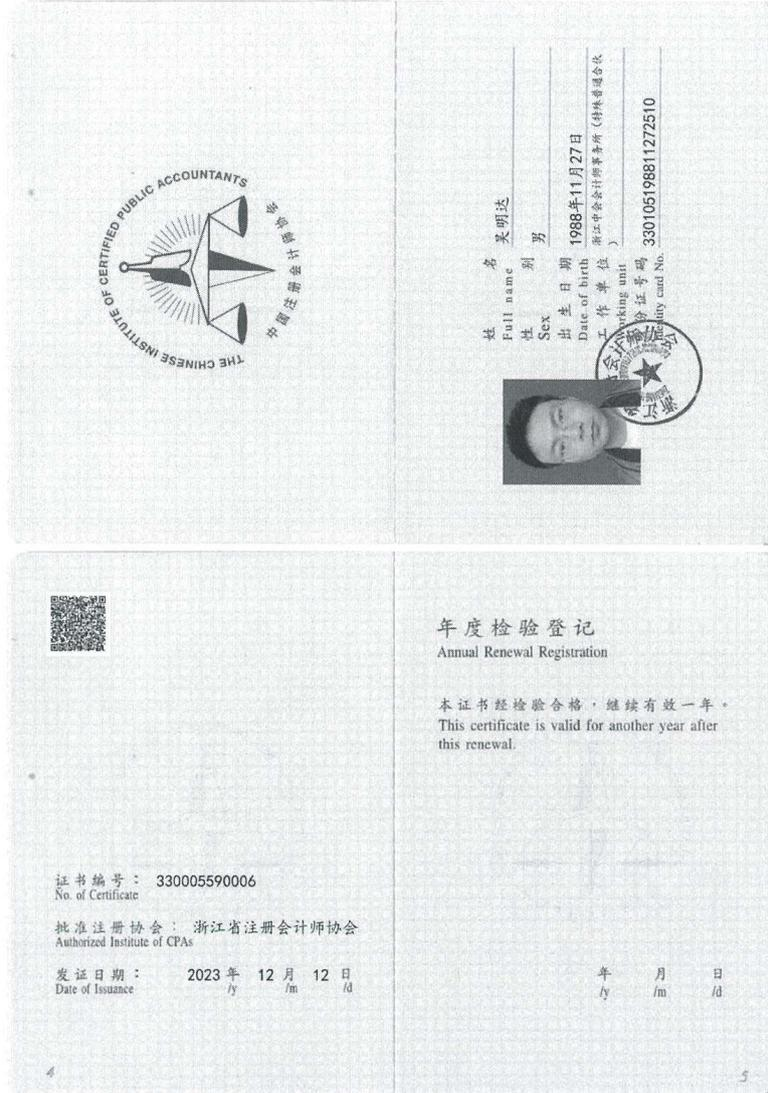 THE CHINESE INSTITUTE OF CERTIFIED PUBLIC ACCOUNTANTS
中国注册会计师协会
姓名 吴明达
Full name
性别 男
Sex
出生日期 1988年11月27日
Date of birth
工作单位 浙江中会会计师事务所(特殊普通合伙
)
Working unit
身份证号码 330105198811272510
Identity card No.
年度检验登记
Annual Renewal Registration
本证书经检验合格,继续有效一年。
This certificate is valid for another year after
this renewal.
证书编号: 330005590006
No. of Certificate
批准注册协会: 浙江省注册会计师协会
Authorized Institute of CPAs
发证日期: 2023 年 12 月 12 日
Date of Issuance /y /m /d
年 月 日
/y /m /d
4
5